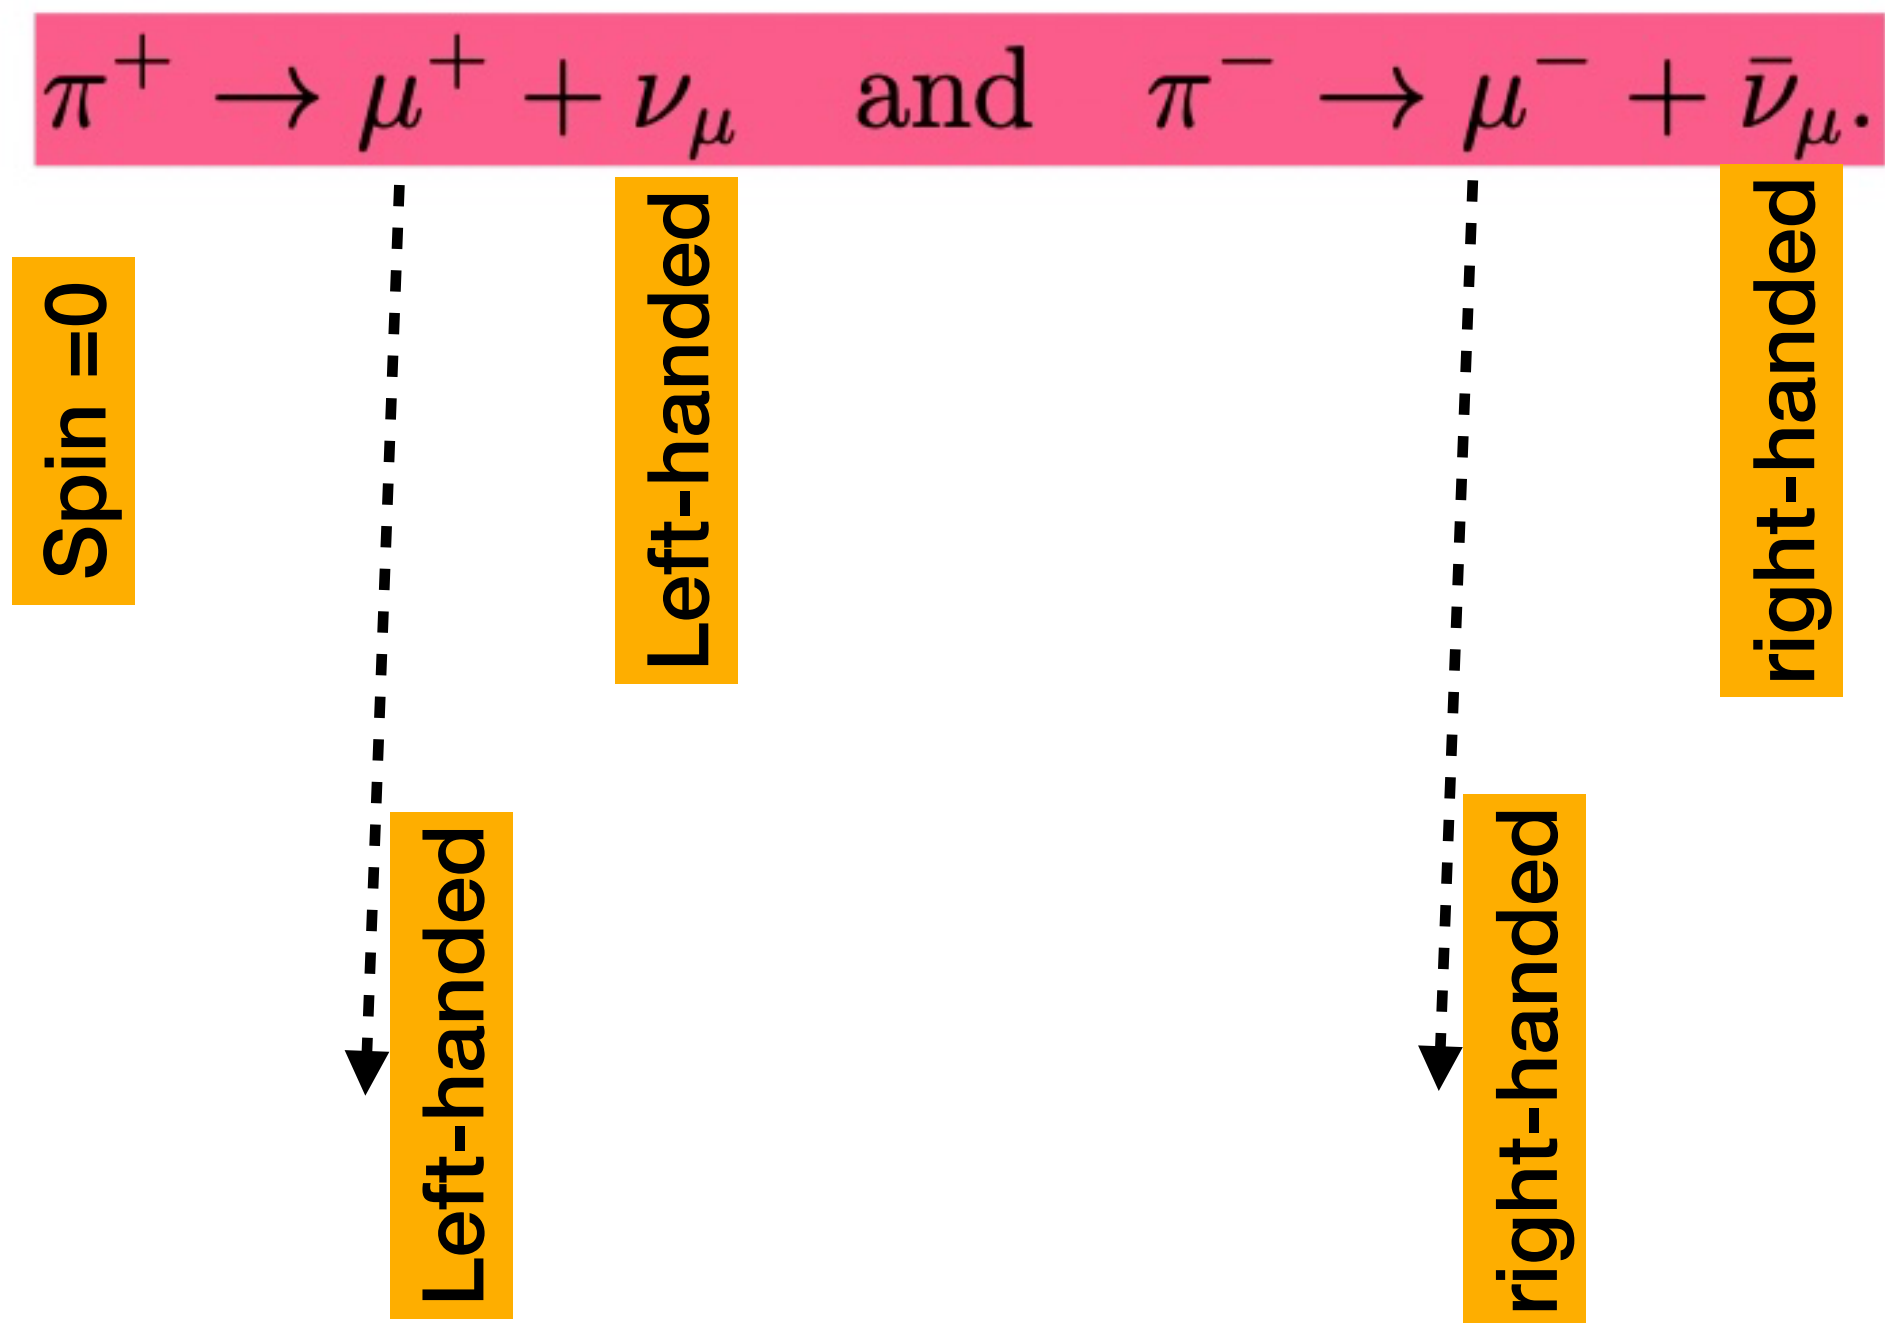 π⁺ → μ⁺ + ν_μ and π⁻ → μ⁻ + ν̄_μ.
Spin =0
Left-handed
right-handed
Left-handed
right-handed